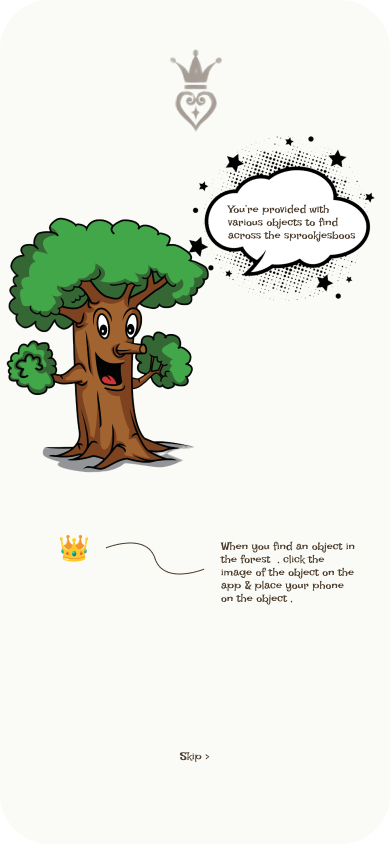 You're provided with
various objects to find
across the sprookjesboos
When you find an object in
the forest , click the
image of the object on the
app & place your phone
on the object .
Skip >